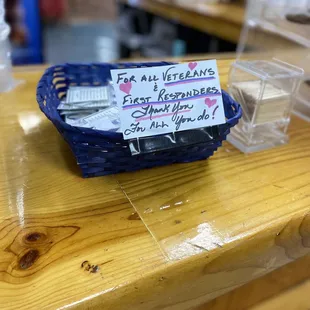 For all Veterans
&
First Responders
Thank You
For All You do!